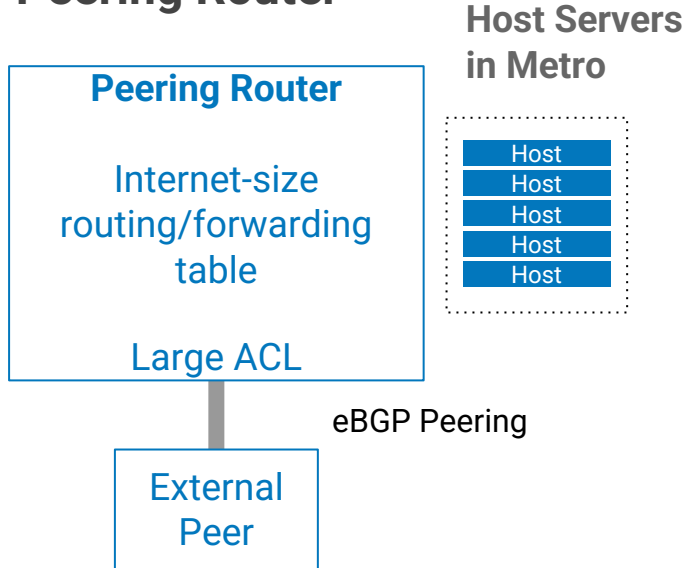 Peering Router
Host Servers
in Metro
Peering Router
Internet-size
routing/forwarding
table
Large ACL
Host
Host
Host
Host
Host
eBGP Peering
External
Peer